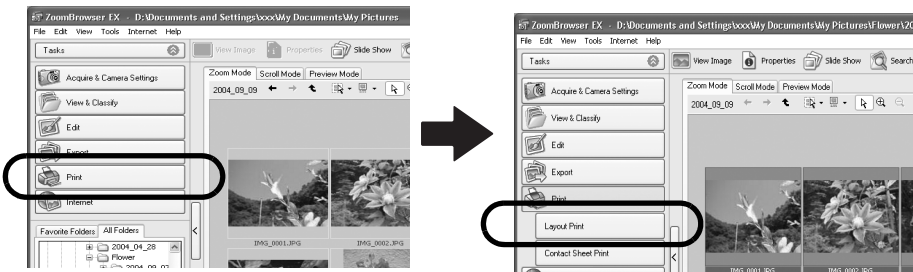 ZoomBrowser EX - D:\Documents and Settings\xxx\My Documents\My Pictures
File Edit View Tools Internet Help
Tasks
View Image Properties Slide Show
Acquire & Camera Settings
Zoom Mode Scroll Mode Preview Mode
2004_09_09
View & Classify
Edit
Export
Print
Internet
IMG_0001.JPG IMG_0002.JPG
Favorite Folders All Folders
2004_04_28
Flower
2004_09_02
ZoomBrowser EX - D:\Documents and Settings\xxx\My Documents\My Pictures\Flower\20
File Edit View Tools Internet Help
Tasks
View Image Properties Slide Show Search
Acquire & Camera Settings
Zoom Mode Scroll Mode Preview Mode
2004_09_09
View & Classify
Edit
Export
Print
Layout Print
Contact Sheet Print
IMG_0001.JPG IMG_0002.JPG